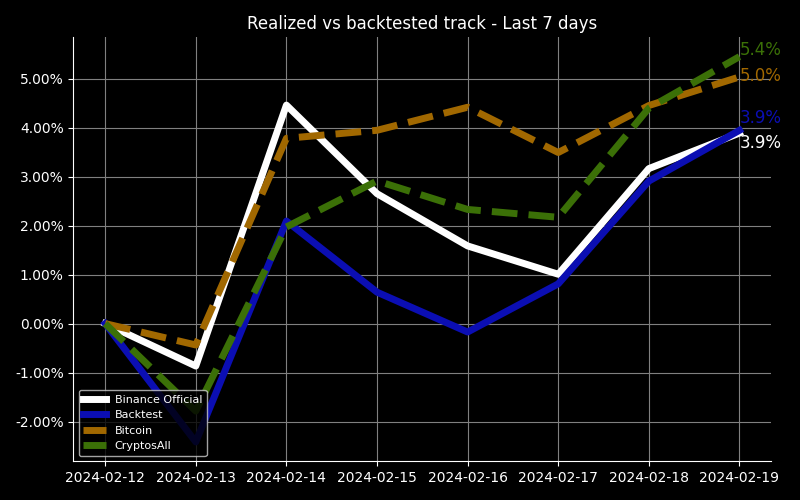 Realized vs backtested track - Last 7 days
5.4%
5.0%
3.9%
3.9%
5.00%
4.00%
3.00%
2.00%
1.00%
0.00%
-1.00%
-2.00%
Binance Official
Backtest
Bitcoin
CryptosAll
2024-02-12 2024-02-13 2024-02-14 2024-02-15 2024-02-16 2024-02-17 2024-02-18 2024-02-19